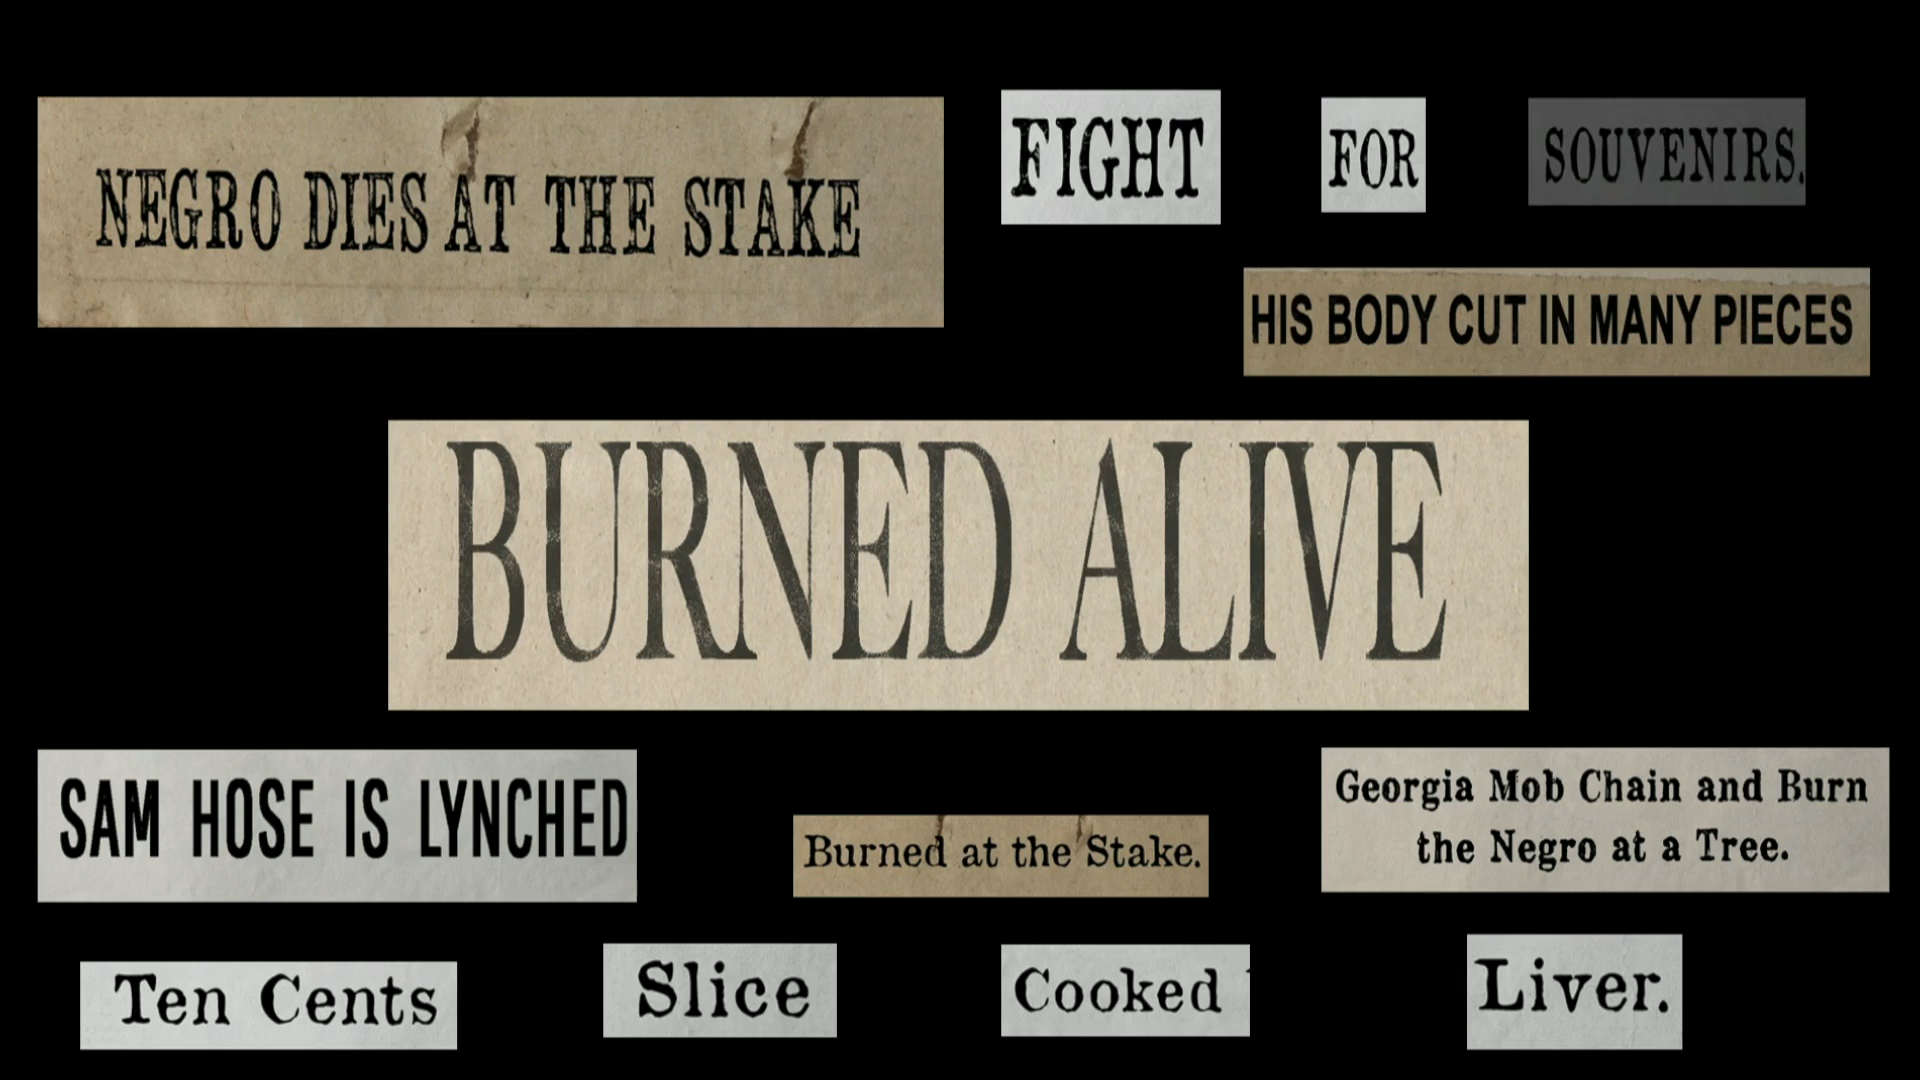 NEGRO DIES AT THE STAKE
FIGHT FOR SOUVENIRS.
HIS BODY CUT IN MANY PIECES
BURNED ALIVE
SAM HOSE IS LYNCHED
Burned at the Stake.
Georgia Mob Chain and Burn
the Negro at a Tree.
Ten Cents Slice Cooked Liver.